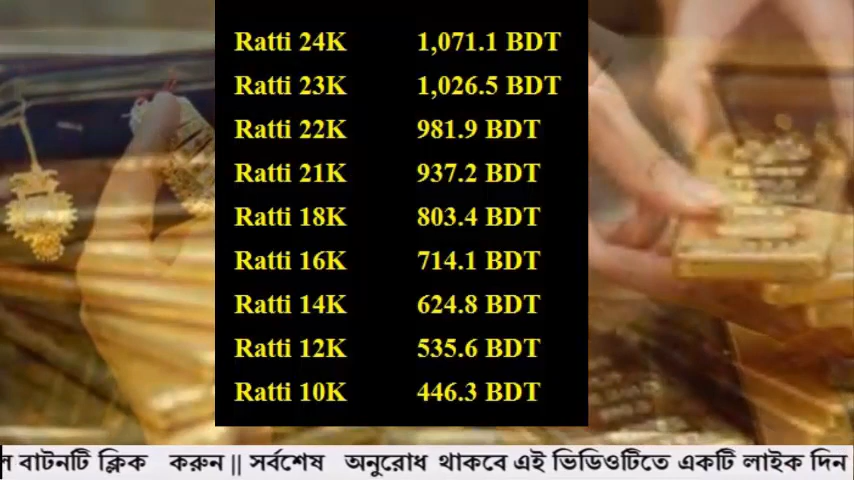 Ratti 24K 1,071.1 BDT
Ratti 23K 1,026.5 BDT
Ratti 22K 981.9 BDT
Ratti 21K 937.2 BDT
Ratti 18K 803.4 BDT
Ratti 16K 714.1 BDT
Ratti 14K 624.8 BDT
Ratti 12K 535.6 BDT
Ratti 10K 446.3 BDT
বাটনটি ক্লিক করুন || সর্বশেষ অনুরোধ থাকবে এই ভিডিওটিতে একটি লাইক দিন